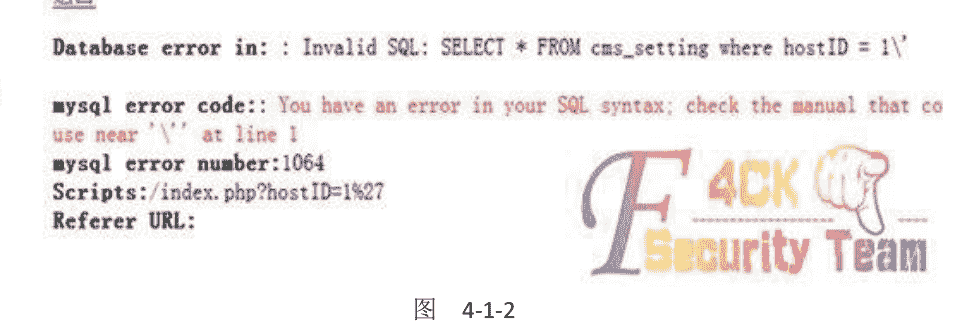 Database error in: : Invalid SQL: SELECT * FROM cms_setting where hostID = 1\'
mysql error code:: You have an error in your SQL syntax; check the manual that co
use near '\'' at line 1
mysql error number:1064
Scripts:/index.php?hostID=1%27
Referer URL:
F4CK
Security Team
图 4-1-2